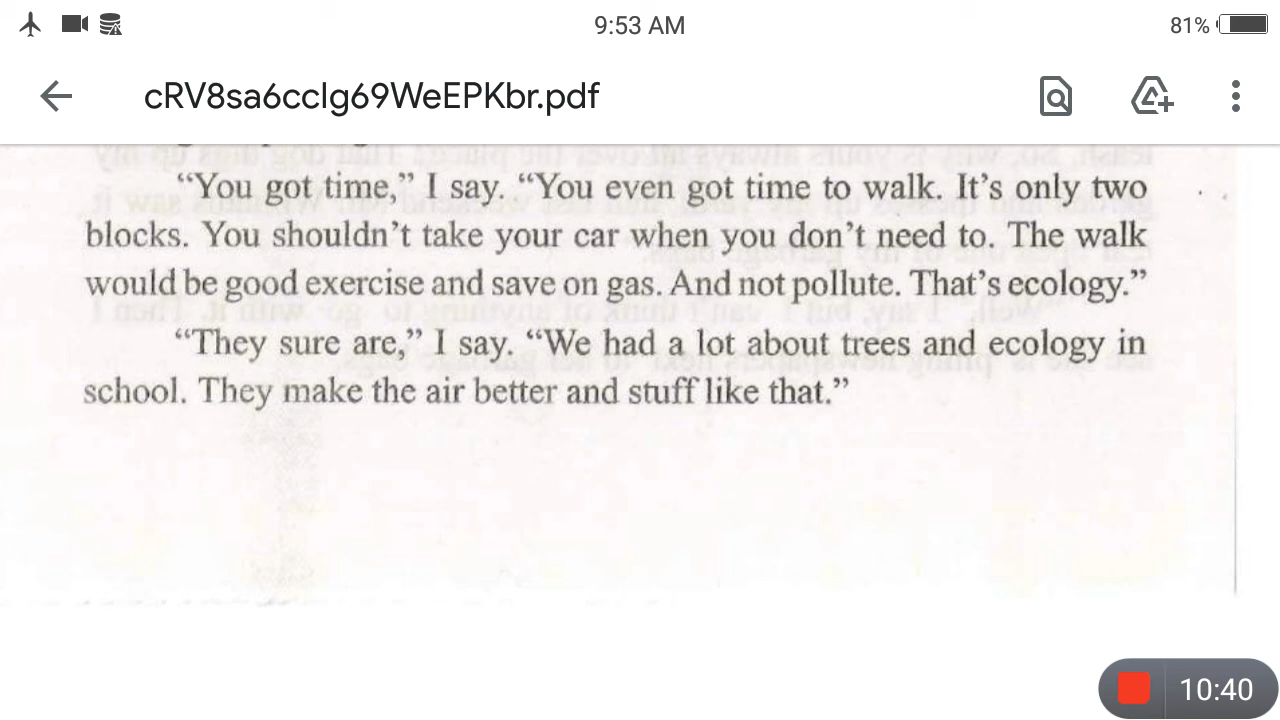 9:53 AM
81%
cRV8sa6ccIg69WeEPKbr.pdf
“You got time,” I say. “You even got time to walk. It’s only two
blocks. You shouldn’t take your car when you don’t need to. The walk
would be good exercise and save on gas. And not pollute. That’s ecology.”
“They sure are,” I say. “We had a lot about trees and ecology in
school. They make the air better and stuff like that.”
10:40